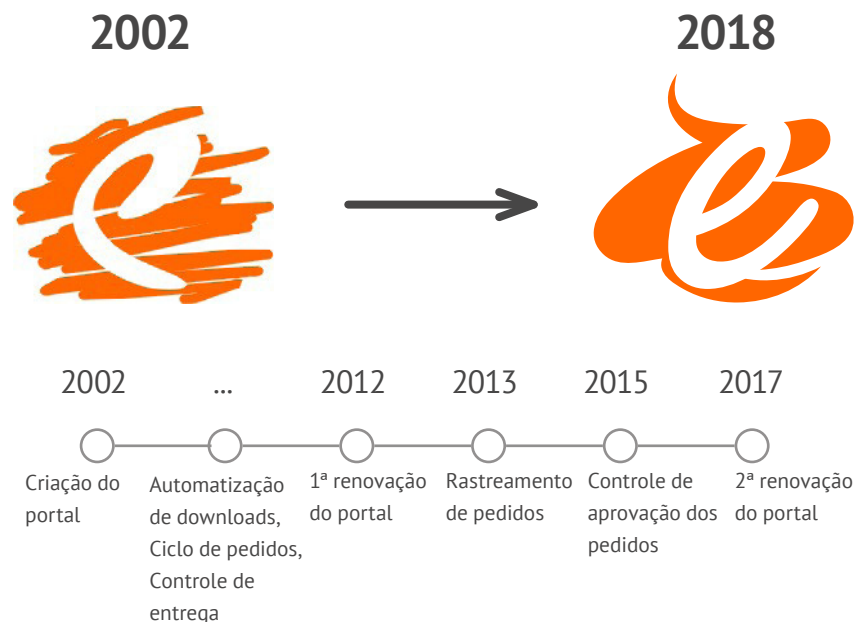 2002
2018
e
e
2002
...
2012
2013
2015
2017
Criação do
portal
Automatização
de downloads,
Ciclo de pedidos,
Controle de
entrega
1ª renovação
do portal
Rastreamento
de pedidos
Controle de
aprovação dos
pedidos
2ª renovação
do portal